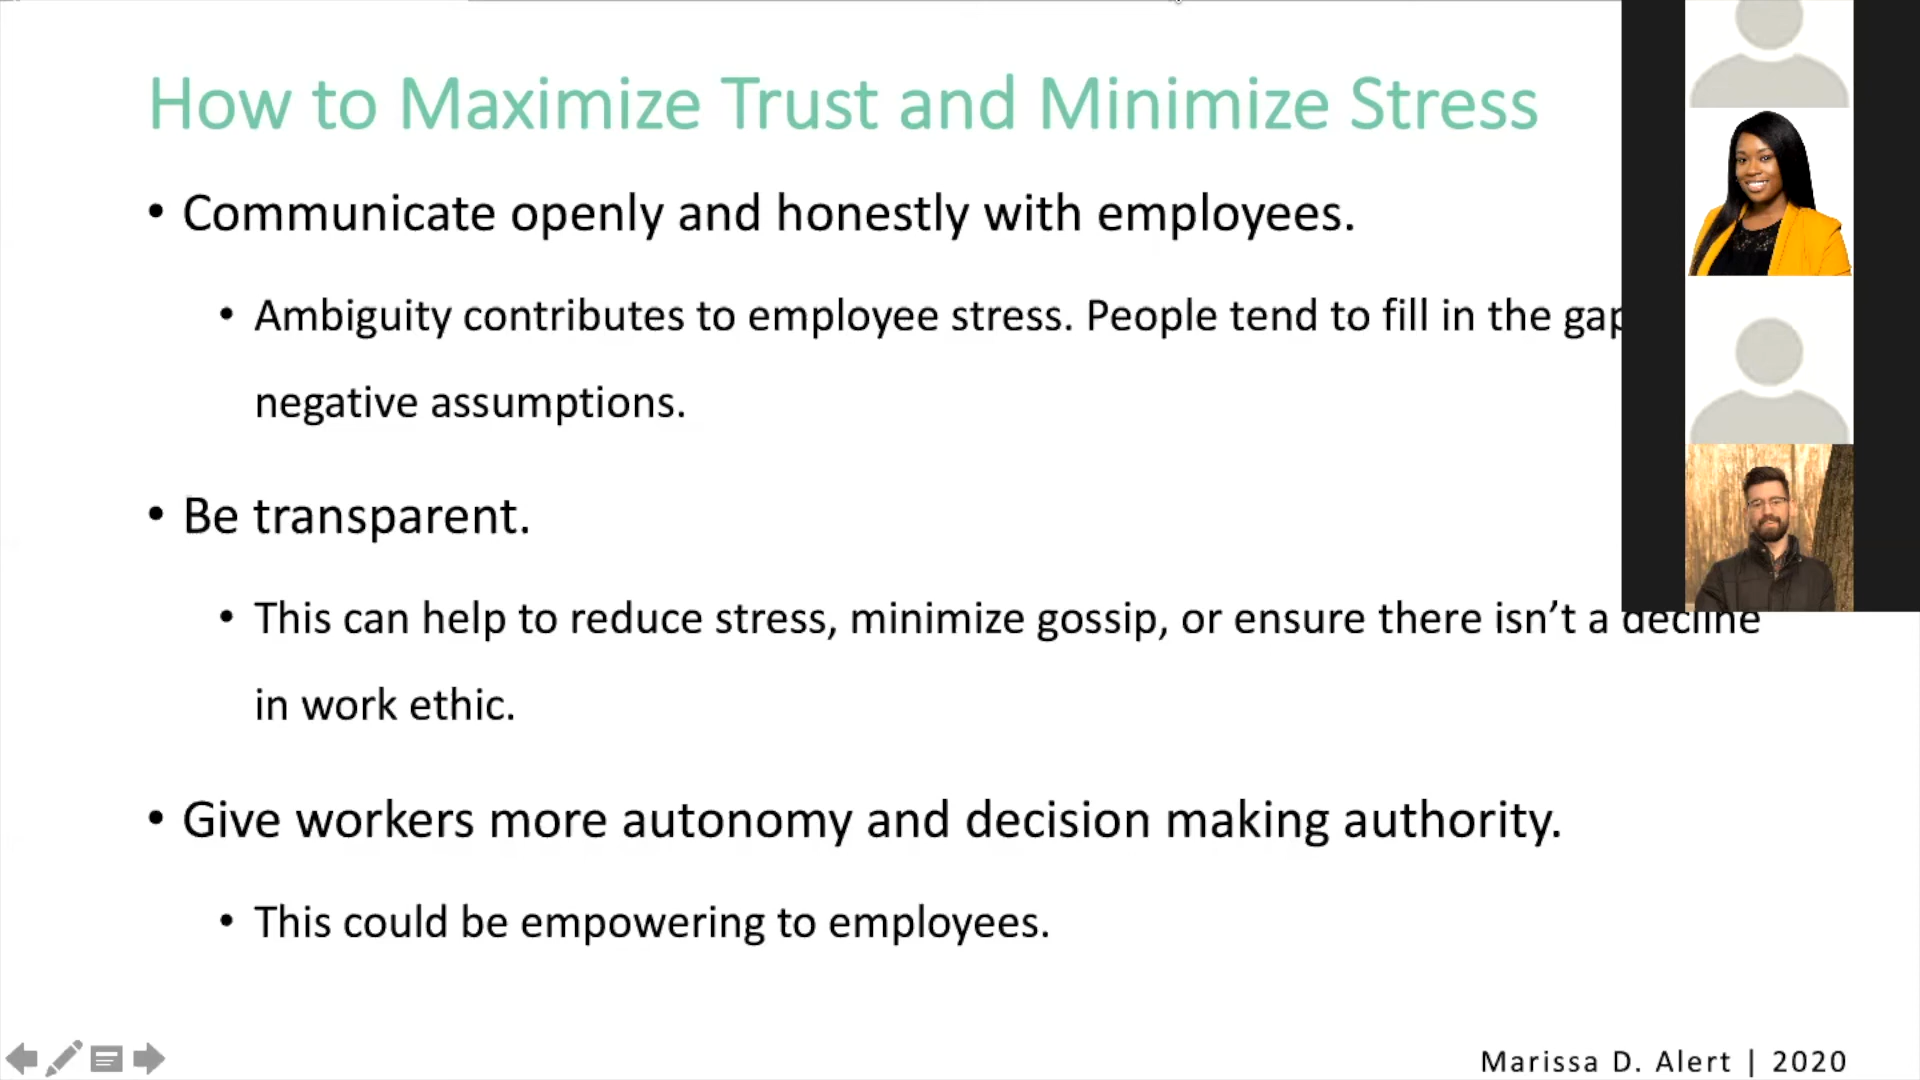 How to Maximize Trust and Minimize Stress
• Communicate openly and honestly with employees.
• Ambiguity contributes to employee stress. People tend to fill in the
negative assumptions.
• Be transparent.
• This can help to reduce stress, minimize gossip, or ensure there isn’t a decline
in work ethic.
• Give workers more autonomy and decision making authority.
• This could be empowering to employees.
Marissa D. Alert | 2020